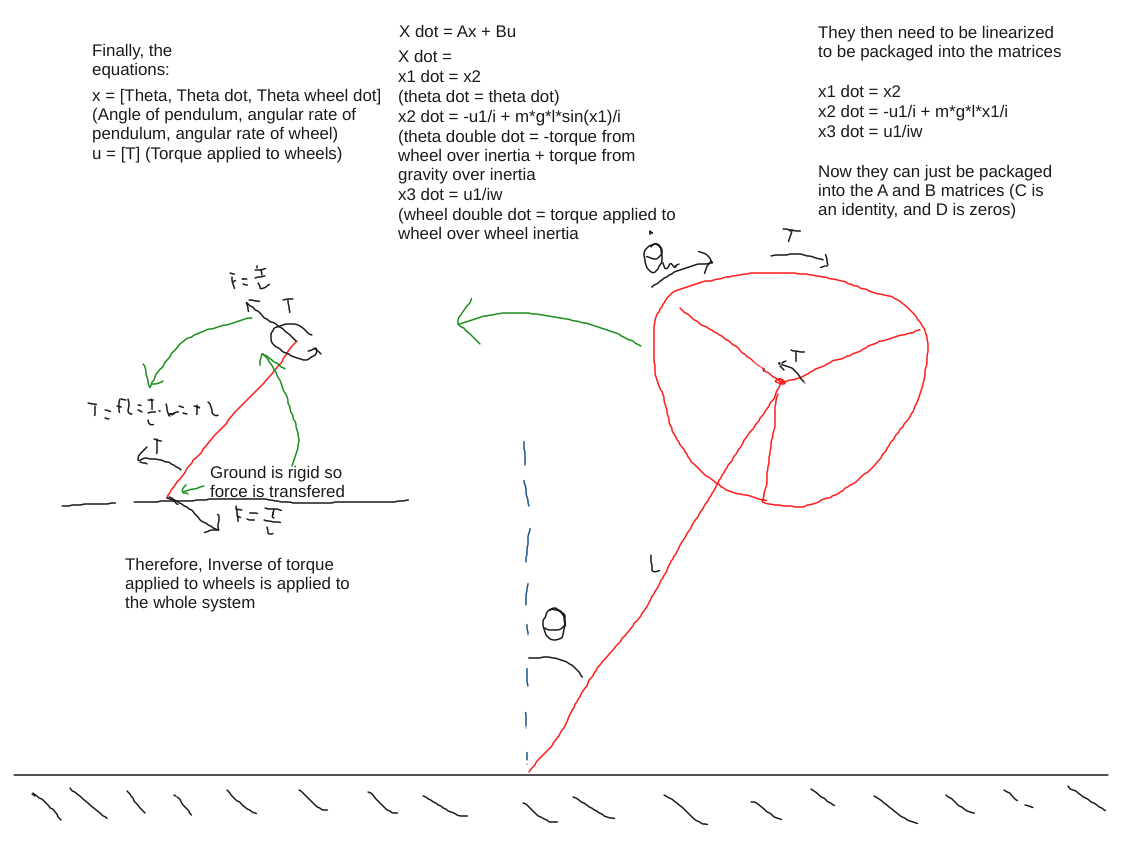 Finally, the
equations:
x = [Theta, Theta dot, Theta wheel dot]
(Angle of pendulum, angular rate of
pendulum, angular rate of wheel)
u = [T] (Torque applied to wheels)
X dot = Ax + Bu
X dot =
x1 dot = x2
(theta dot = theta dot)
x2 dot = -u1/i + m*g*l*sin(x1)/i
(theta double dot = -torque from
wheel over inertia + torque from
gravity over inertia
x3 dot = u1/iw
(wheel double dot = torque applied to
wheel over wheel inertia
They then need to be linearized
to be packaged into the matrices
x1 dot = x2
x2 dot = -u1/i + m*g*l*x1/i
x3 dot = u1/iw
Now they can just be packaged
into the A and B matrices (C is
an identity, and D is zeros)
F = T/L
T
T
Ground is rigid so
force is transfered
F = T/L
Therefore, Inverse of torque
applied to wheels is applied to
the whole system
θ̇w
T
T
L
θ